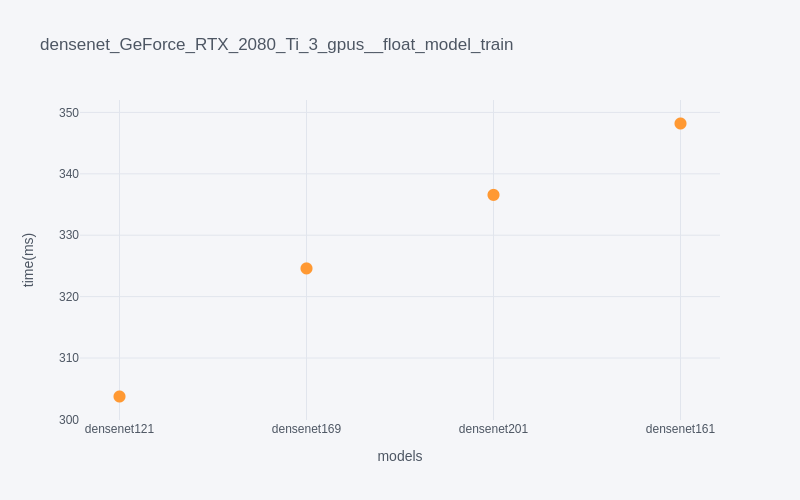 densenet_GeForce_RTX_2080_Ti_3_gpus__float_model_train
350
340
330
320
310
300
time(ms)
densenet121
densenet169
densenet201
densenet161
models